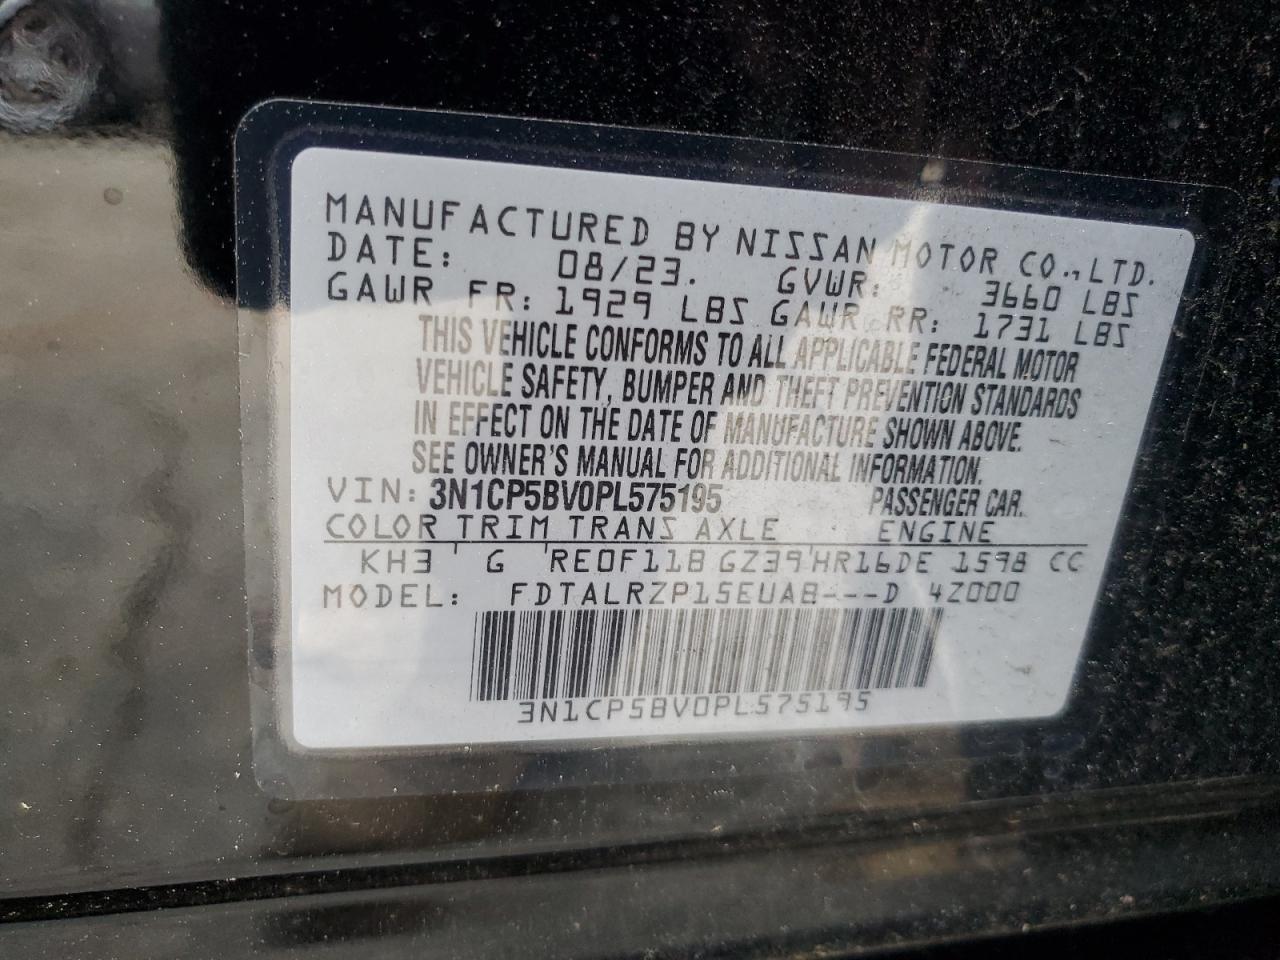 MANUFACTURED BY NISSAN MOTOR CO., LTD.
DATE: 08/23. GVWR: 3660 LBS
GAWR FR: 1929 LBS GAWR RR: 1731 LBS
THIS VEHICLE CONFORMS TO ALL APPLICABLE FEDERAL MOTOR
VEHICLE SAFETY, BUMPER AND THEFT PREVENTION STANDARDS
IN EFFECT ON THE DATE OF MANUFACTURE SHOWN ABOVE.
SEE OWNER'S MANUAL FOR ADDITIONAL INFORMATION.
VIN: 3N1CP5BV0PL575195 PASSENGER CAR.
COLOR TRIM TRANS AXLE ENGINE
KH3 ' G ' RE0F11B GZ39 ' HR16DE 1598 CC
MODEL: FDTALRZP15EUA8---D 4Z000
3N1CP5BV0PL575195